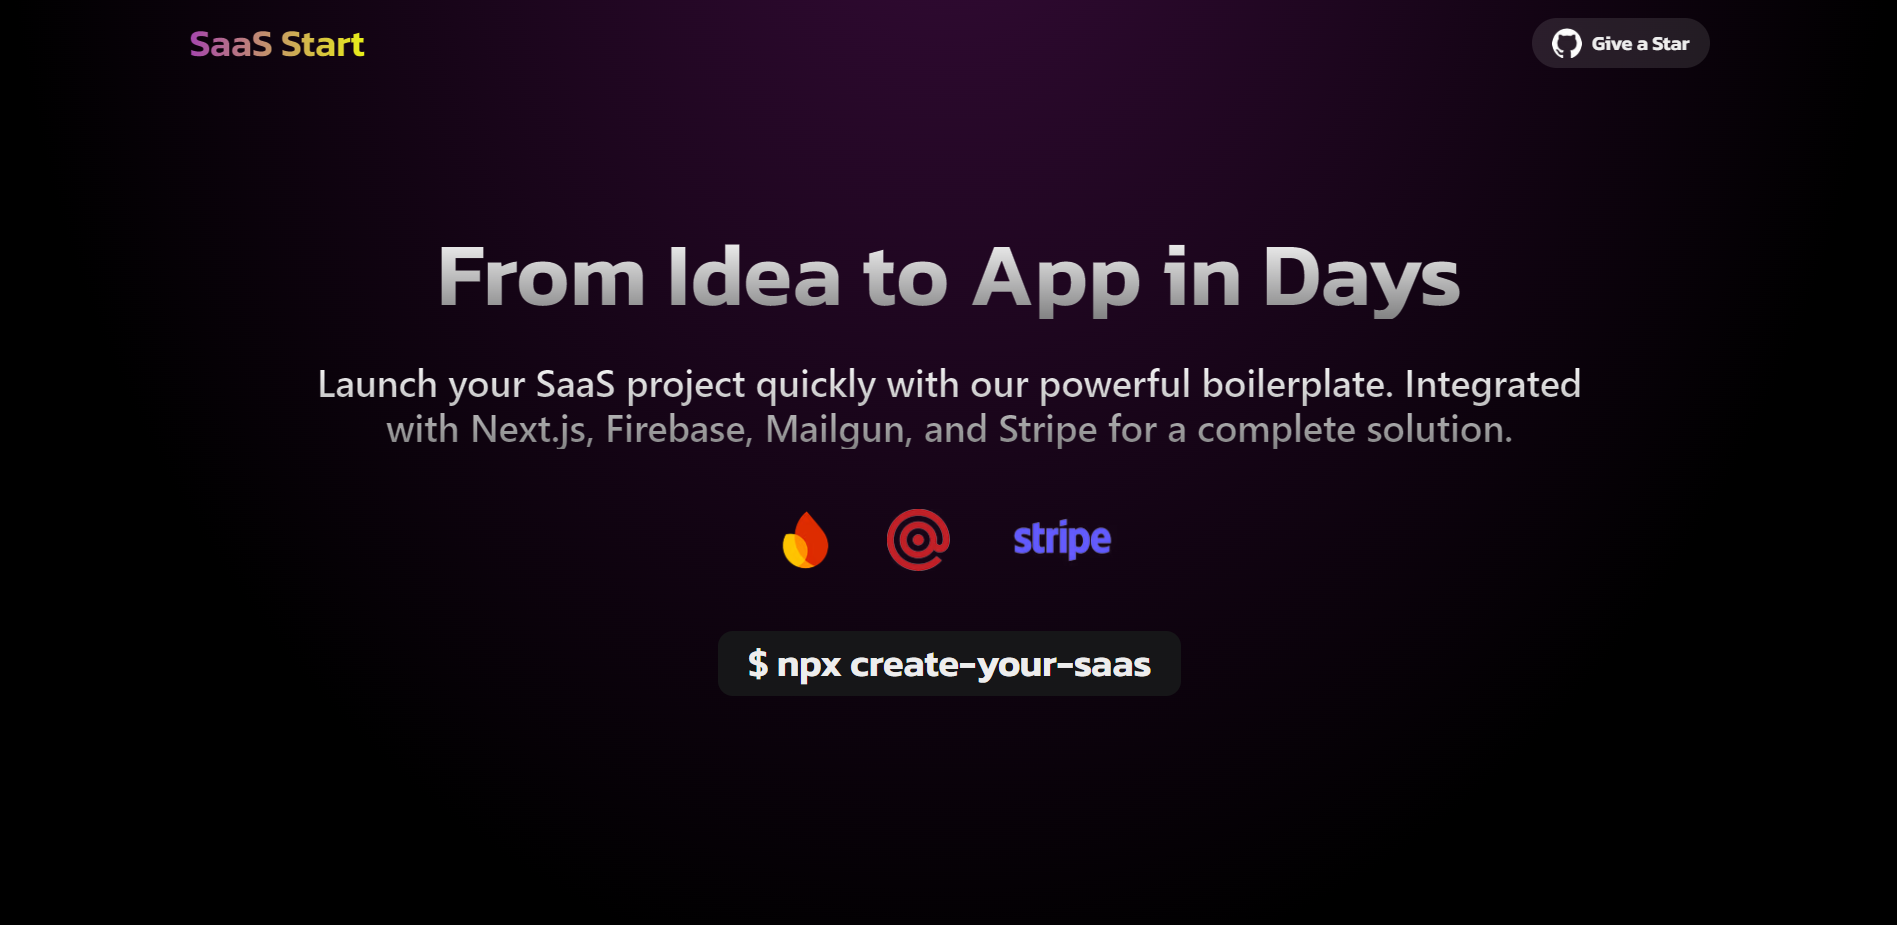 SaaS Start
Give a Star
From Idea to App in Days
Launch your SaaS project quickly with our powerful boilerplate. Integrated
with Next.js, Firebase, Mailgun, and Stripe for a complete solution.
stripe
$ npx create-your-saas